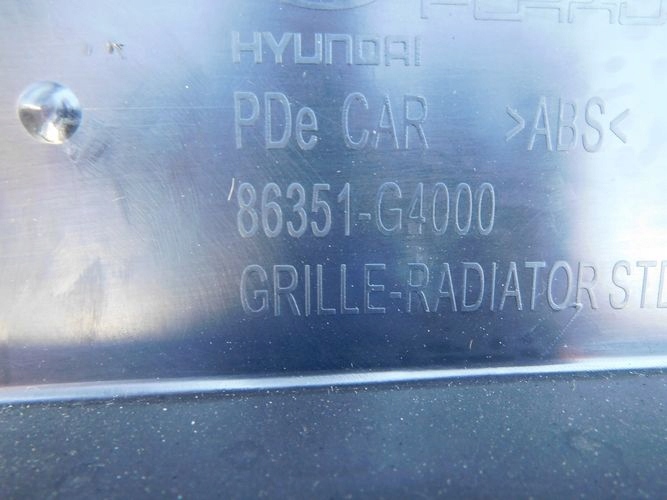 HYUNDAI
PDe CAR >ABS<
86351-G4000
GRILLE-RADIATOR STD